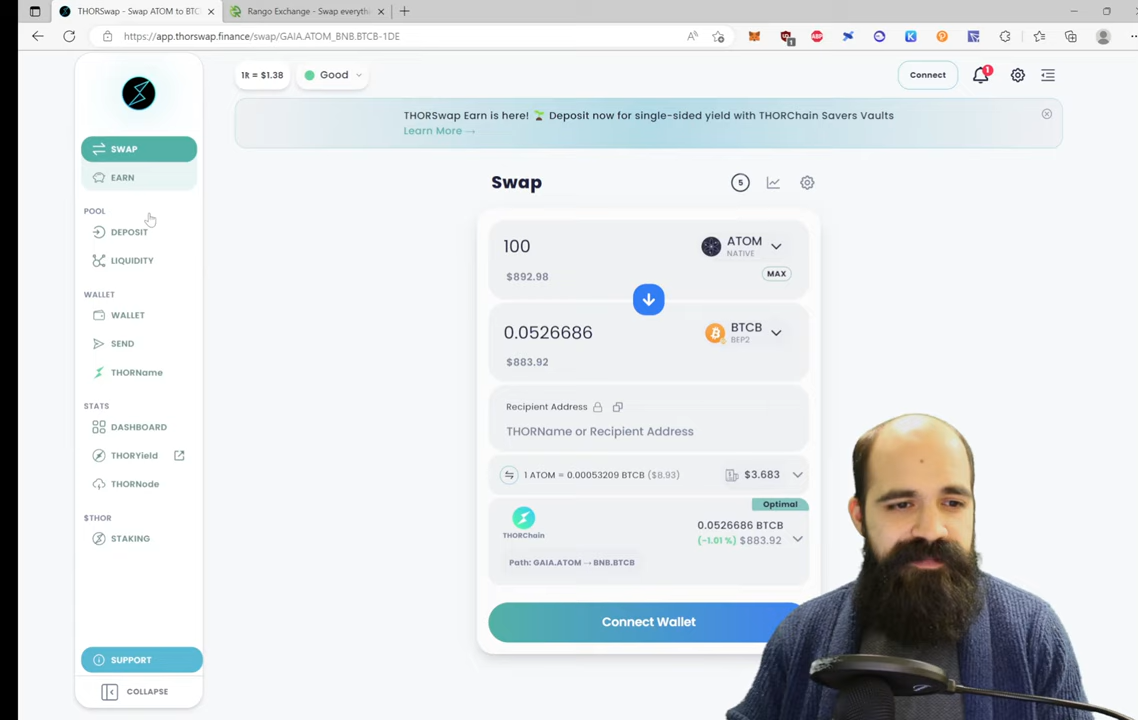 THORSwap - Swap ATOM to BTC
Rango Exchange - Swap everythi
https://app.thorswap.finance/swap/GAIA.ATOM_BNB.BTCB-1DE
1
1ᚱ = $1.38
Good
Connect
1
THORSwap Earn is here! 🌱 Deposit now for single-sided yield with THORChain Savers Vaults
Learn More →
SWAP
EARN
POOL
DEPOSIT
LIQUIDITY
WALLET
WALLET
SEND
THORName
STATS
DASHBOARD
THORYield
THORNode
$THOR
STAKING
SUPPORT
COLLAPSE
Swap
5
100
ATOM
NATIVE
$892.98
MAX
0.0526686
BTCB
BEP2
$883.92
Recipient Address
THORName or Recipient Address
1 ATOM = 0.00053209 BTCB ($8.93)
$3.683
Optimal
THORChain
0.0526686 BTCB
(-1.01 %) $883.92
Path: GAIA.ATOM → BNB.BTCB
Connect Wallet